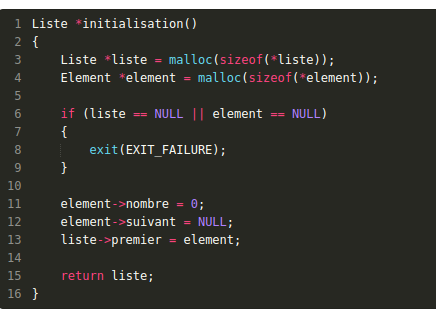 1 Liste *initialisation()
2 {
3     Liste *liste = malloc(sizeof(*liste));
4     Element *element = malloc(sizeof(*element));
5
6     if (liste == NULL || element == NULL)
7     {
8         exit(EXIT_FAILURE);
9     }
10
11     element->nombre = 0;
12     element->suivant = NULL;
13     liste->premier = element;
14
15     return liste;
16 }